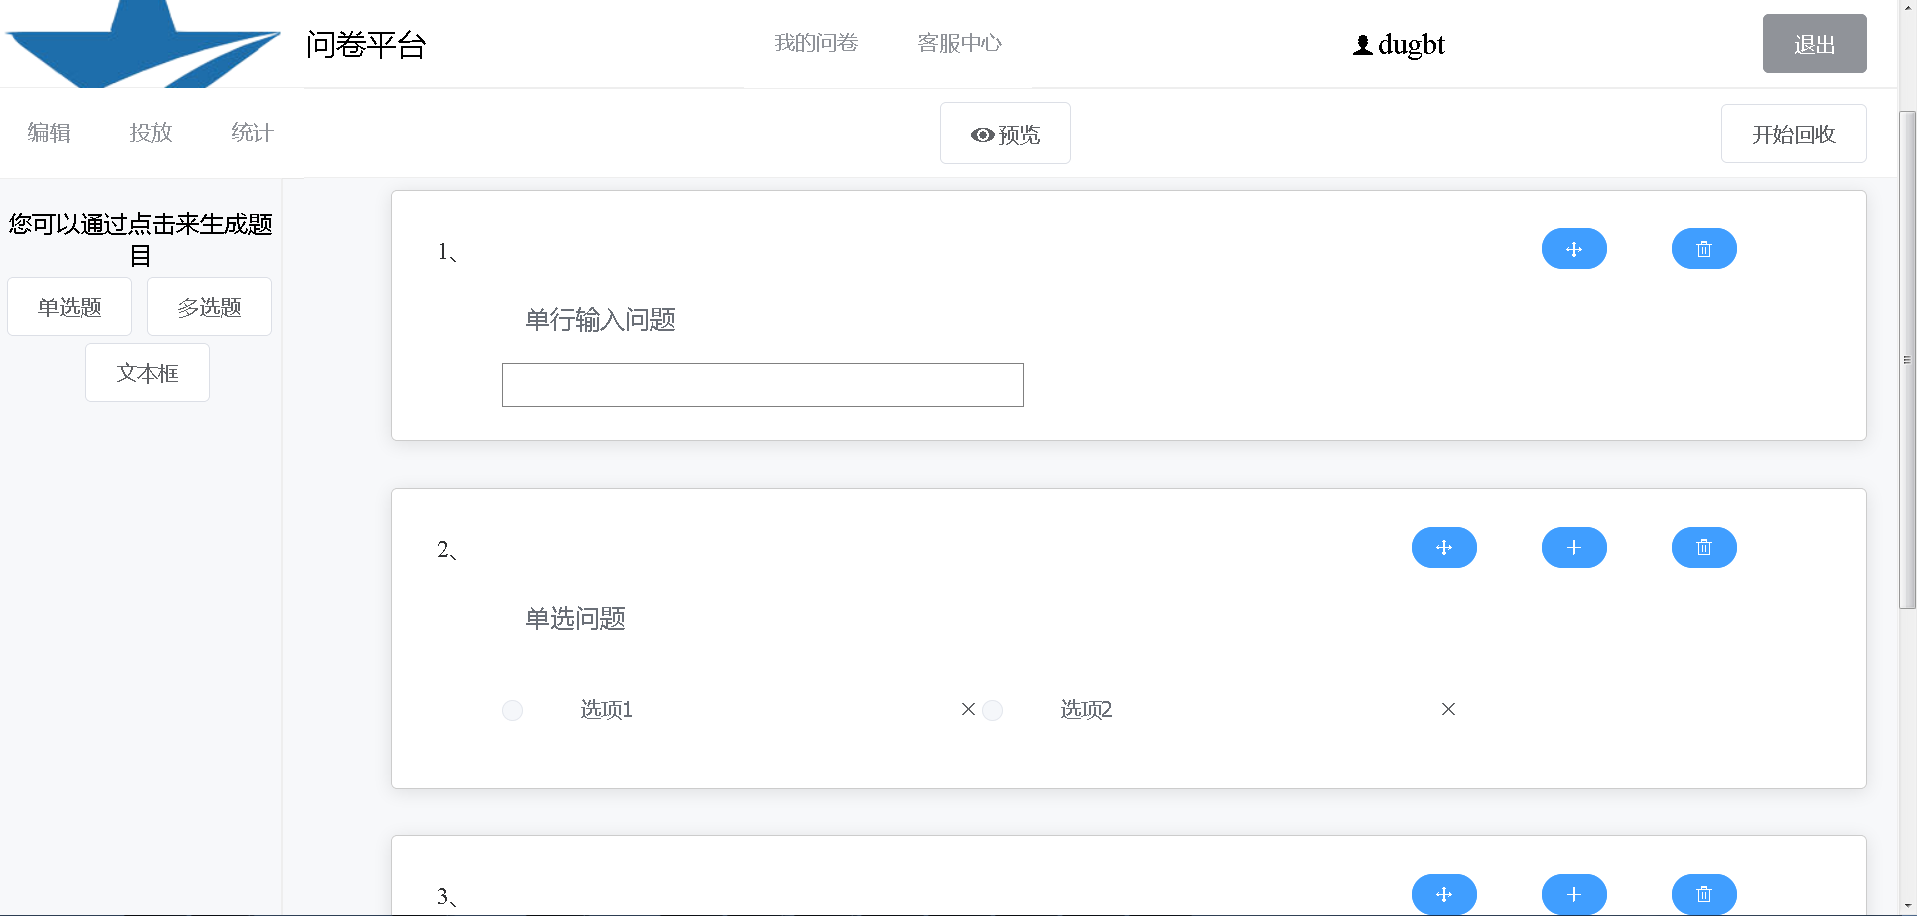 问卷平台
我的问卷
客服中心
dugbt
退出
编辑
投放
统计
预览
开始回收
您可以通过点击来生成题
目
单选题
多选题
文本框
1、
单行输入问题
2、
单选问题
选项1
选项2
3、